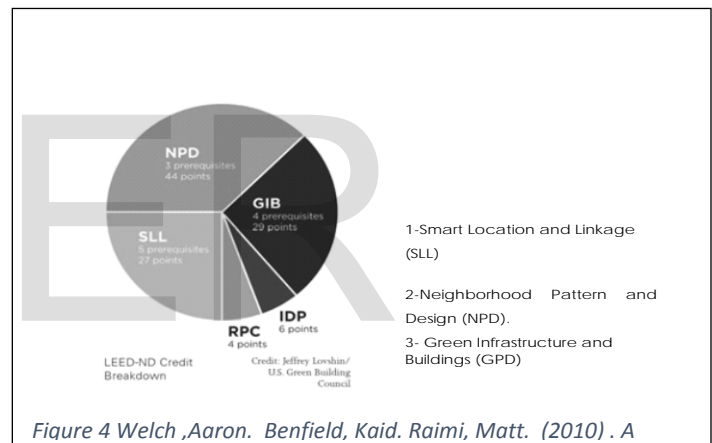 NPD
3 prerequisites
44 points
GIB
4 prerequisites
29 points
SLL
5 prerequisites
27 points
IDP
6 points
RPC
4 points
LEED-ND Credit
Breakdown
Credit: Jeffrey Lovshin/
U.S. Green Building
Council
1-Smart Location and Linkage
(SLL)
2-Neighborhood Pattern and
Design (NPD).
3- Green Infrastructure and
Buildings (GPD)
ER
Figure 4 Welch ,Aaron. Benfield, Kaid. Raimi, Matt. (2010) . A